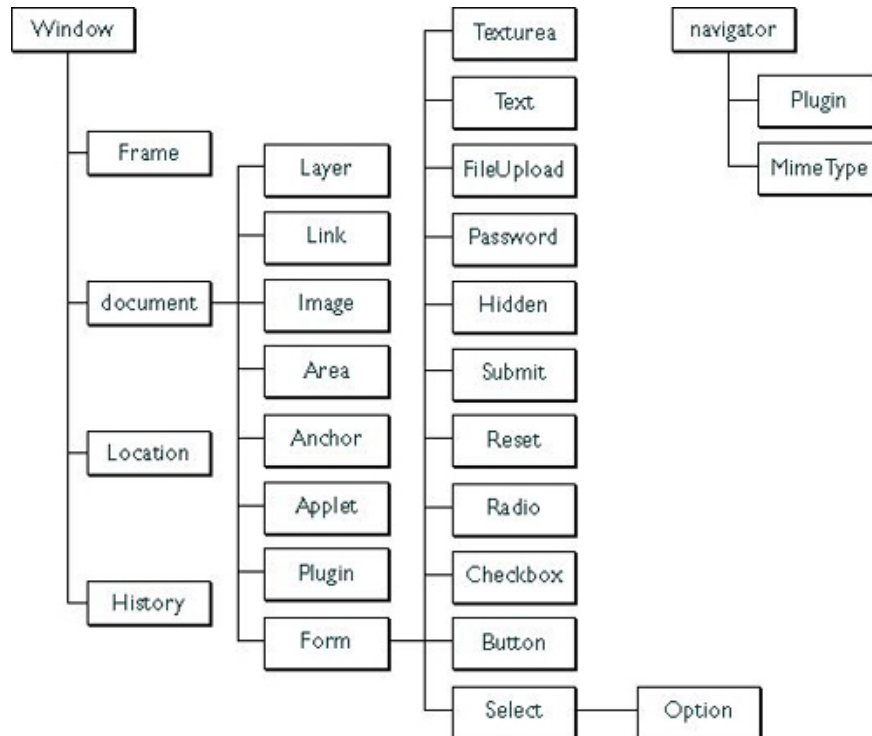 Window
Frame
document
Location
History
Layer
Link
Image
Area
Anchor
Applet
Plugin
Form
Texturea
Text
FileUpload
Password
Hidden
Submit
Reset
Radio
Checkbox
Button
Select
Option
navigator
Plugin
MimeType